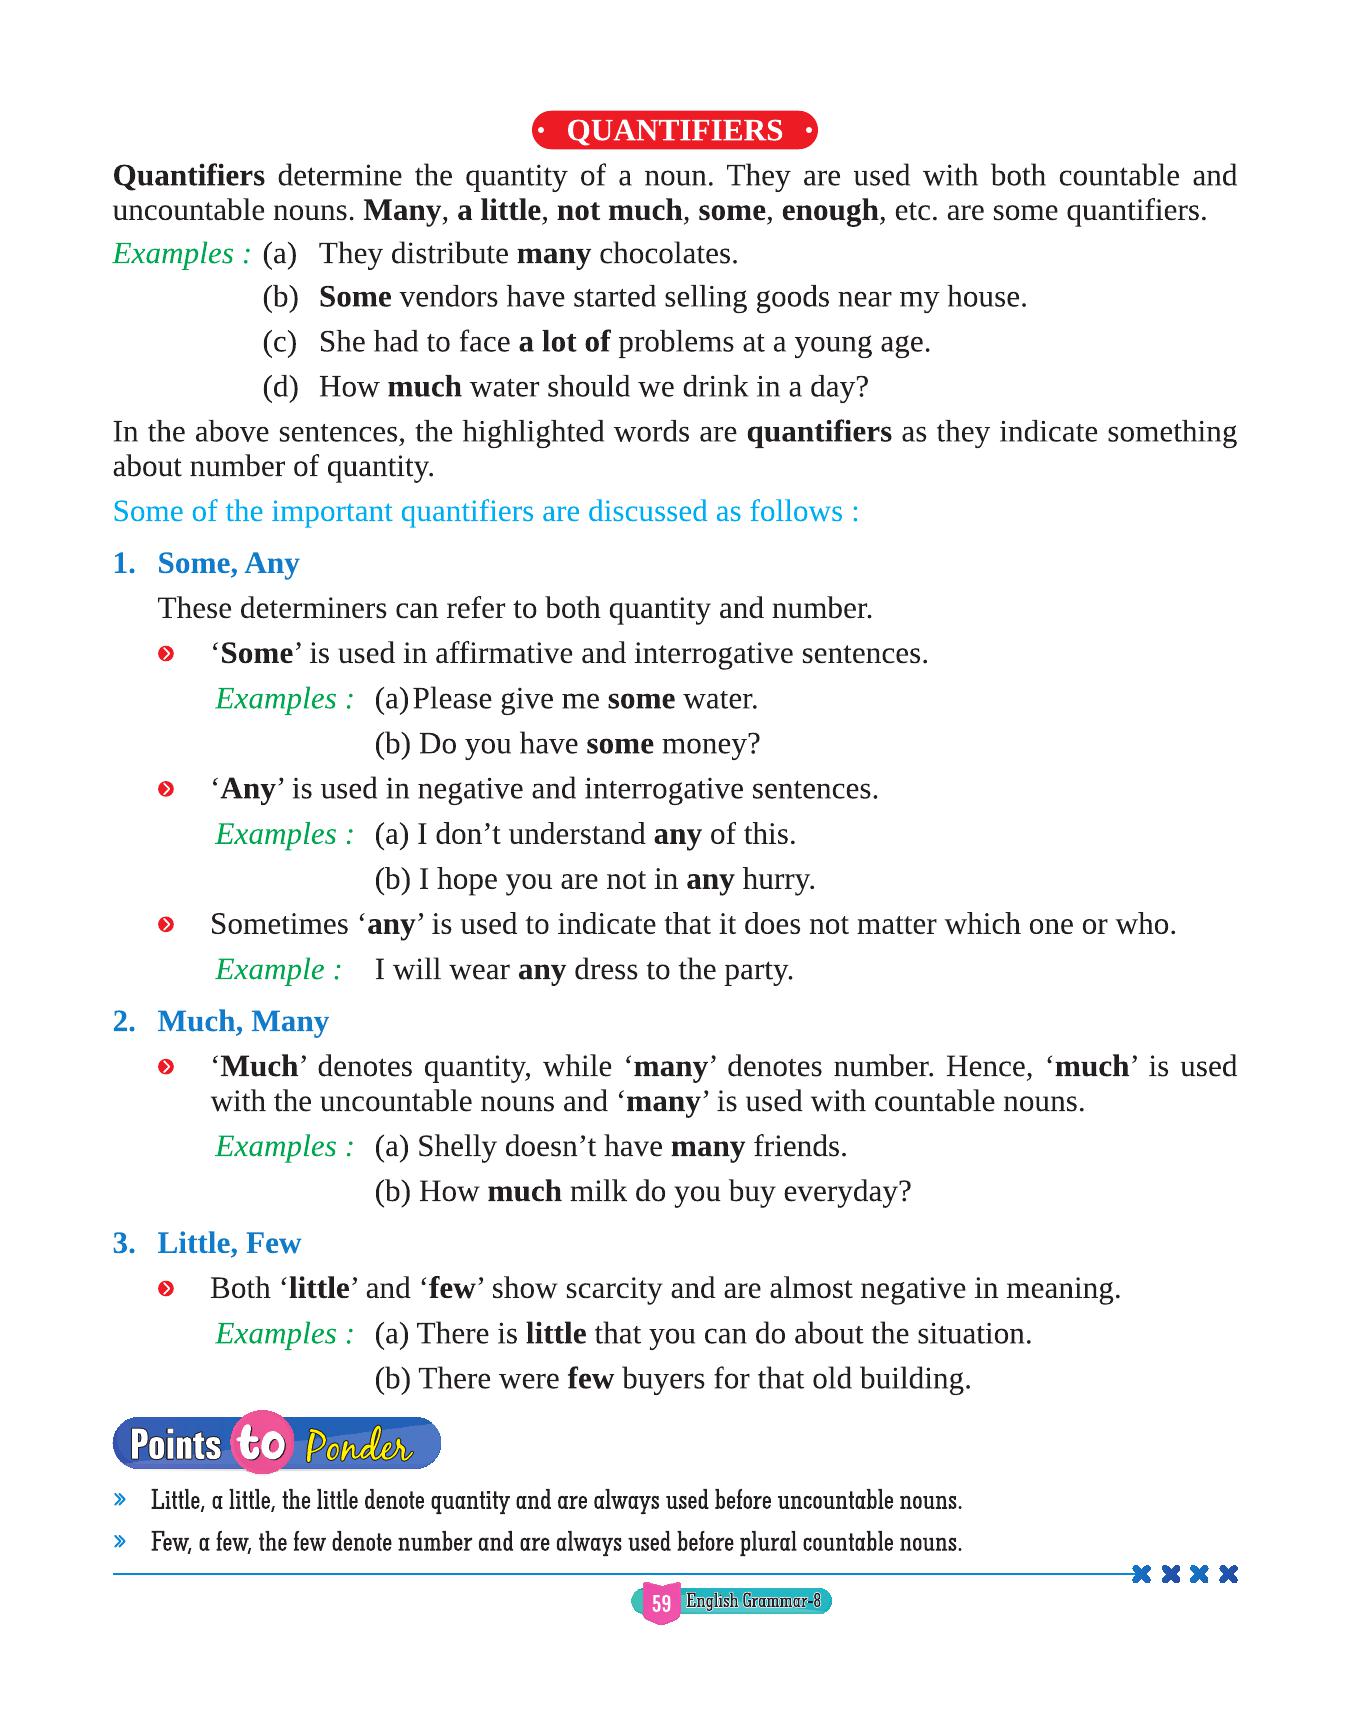 QUANTIFIERS
Quantifiers determine the quantity of a noun. They are used with both countable and
uncountable nouns. Many, a little, not much, some, enough, etc. are some quantifiers.
Examples : (a) They distribute many chocolates.
(b) Some vendors have started selling goods near my house.
(c) She had to face a lot of problems at a young age.
(d) How much water should we drink in a day?
In the above sentences, the highlighted words are quantifiers as they indicate something
about number of quantity.
Some of the important quantifiers are discussed as follows :
1. Some, Any
These determiners can refer to both quantity and number.
‘Some’ is used in affirmative and interrogative sentences.
Examples : (a) Please give me some water.
(b) Do you have some money?
‘Any’ is used in negative and interrogative sentences.
Examples : (a) I don’t understand any of this.
(b) I hope you are not in any hurry.
Sometimes ‘any’ is used to indicate that it does not matter which one or who.
Example : I will wear any dress to the party.
2. Much, Many
‘Much’ denotes quantity, while ‘many’ denotes number. Hence, ‘much’ is used
with the uncountable nouns and ‘many’ is used with countable nouns.
Examples : (a) Shelly doesn’t have many friends.
(b) How much milk do you buy everyday?
3. Little, Few
Both ‘little’ and ‘few’ show scarcity and are almost negative in meaning.
Examples : (a) There is little that you can do about the situation.
(b) There were few buyers for that old building.
Points to Ponder
» Little, a little, the little denote quantity and are always used before uncountable nouns.
» Few, a few, the few denote number and are always used before plural countable nouns.
59 English Grammar-8